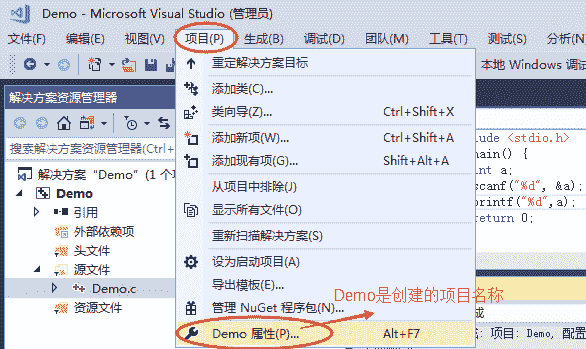 Demo - Microsoft Visual Studio (管理员)
文件(F) 编辑(E) 视图(V) 项目(P) 生成(B) 调试(D) 团队(M) 工具(T) 测试(S) 分析(N)
本地 Windows 调试
解决方案资源管理器
搜索解决方案资源管理器(Ctrl+
解决方案 "Demo" (1 个项
Demo
引用
外部依赖项
头文件
源文件
Demo.c
资源文件
重定解决方案目标
添加类(C)...
类向导(Z)... Ctrl+Shift+X
添加新项(W)... Ctrl+Shift+A
添加现有项(G)... Shift+Alt+A
从项目中排除(J)
显示所有文件(O)
重新扫描解决方案(S)
设为启动项目(A)
导出模板(E)...
管理 NuGet 程序包(N)...
Demo 属性(P)... Alt+F7
clude <stdio.h>
main() {
int a;
scanf("%d", &a);
printf("%d",a);
return 0;
Demo是创建的项目名称
成
: 项目: Demo, 配置